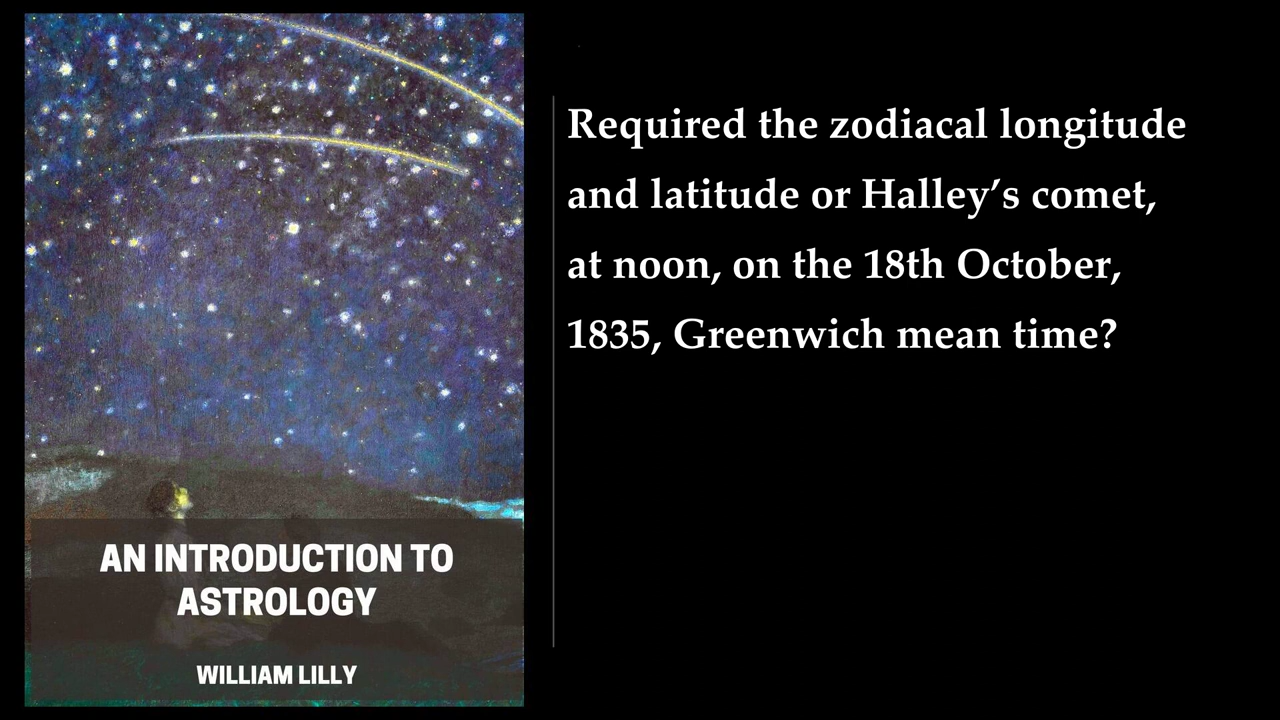 AN INTRODUCTION TO
ASTROLOGY
WILLIAM LILLY
Required the zodiacal longitude
and latitude or Halley’s comet,
at noon, on the 18th October,
1835, Greenwich mean time?